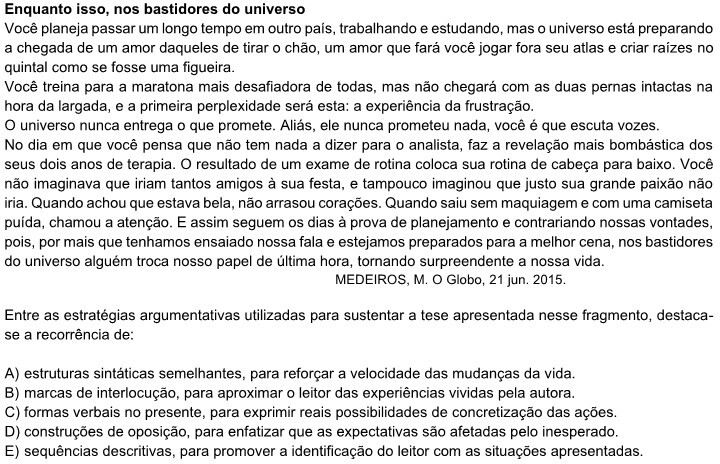 Enquanto isso, nos bastidores do universo
Você planeja passar um longo tempo em outro país, trabalhando e estudando, mas o universo está preparando
a chegada de um amor daqueles de tirar o chão, um amor que fará você jogar fora seu atlas e criar raízes no
quintal como se fosse uma figueira.
Você treina para a maratona mais desafiadora de todas, mas não chegará com as duas pernas intactas na
hora da largada, e a primeira perplexidade será esta: a experiência da frustração.
O universo nunca entrega o que promete. Aliás, ele nunca prometeu nada, você é que escuta vozes.
No dia em que você pensa que não tem nada a dizer para o analista, faz a revelação mais bombástica dos
seus dois anos de terapia. O resultado de um exame de rotina coloca sua rotina de cabeça para baixo. Você
não imaginava que iriam tantos amigos à sua festa, e tampouco imaginou que justo sua grande paixão não
iria. Quando achou que estava bela, não arrasou corações. Quando saiu sem maquiagem e com uma camiseta
puída, chamou a atenção. E assim seguem os dias à prova de planejamento e contrariando nossas vontades,
pois, por mais que tenhamos ensaiado nossa fala e estejamos preparados para a melhor cena, nos bastidores
do universo alguém troca nosso papel de última hora, tornando surpreendente a nossa vida.
MEDEIROS, M. O Globo, 21 jun. 2015.
Entre as estratégias argumentativas utilizadas para sustentar a tese apresentada nesse fragmento, destaca-
se a recorrência de:
A) estruturas sintáticas semelhantes, para reforçar a velocidade das mudanças da vida.
B) marcas de interlocução, para aproximar o leitor das experiências vividas pela autora.
C) formas verbais no presente, para exprimir reais possibilidades de concretização das ações.
D) construções de oposição, para enfatizar que as expectativas são afetadas pelo inesperado.
E) sequências descritivas, para promover a identificação do leitor com as situações apresentadas.